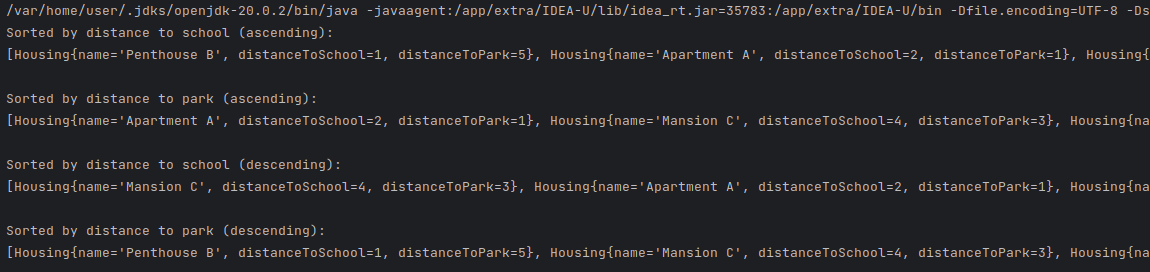 /var/home/user/.jdks/openjdk-20.0.2/bin/java -javaagent:/app/extra/IDEA-U/lib/idea_rt.jar=35783:/app/extra/IDEA-U/bin -Dfile.encoding=UTF-8 -Ds
Sorted by distance to school (ascending):
[Housing{name='Penthouse B', distanceToSchool=1, distanceToPark=5}, Housing{name='Apartment A', distanceToSchool=2, distanceToPark=1}, Housing{
Sorted by distance to park (ascending):
[Housing{name='Apartment A', distanceToSchool=2, distanceToPark=1}, Housing{name='Mansion C', distanceToSchool=4, distanceToPark=3}, Housing{na
Sorted by distance to school (descending):
[Housing{name='Mansion C', distanceToSchool=4, distanceToPark=3}, Housing{name='Apartment A', distanceToSchool=2, distanceToPark=1}, Housing{na
Sorted by distance to park (descending):
[Housing{name='Penthouse B', distanceToSchool=1, distanceToPark=5}, Housing{name='Mansion C', distanceToSchool=4, distanceToPark=3}, Housing{na